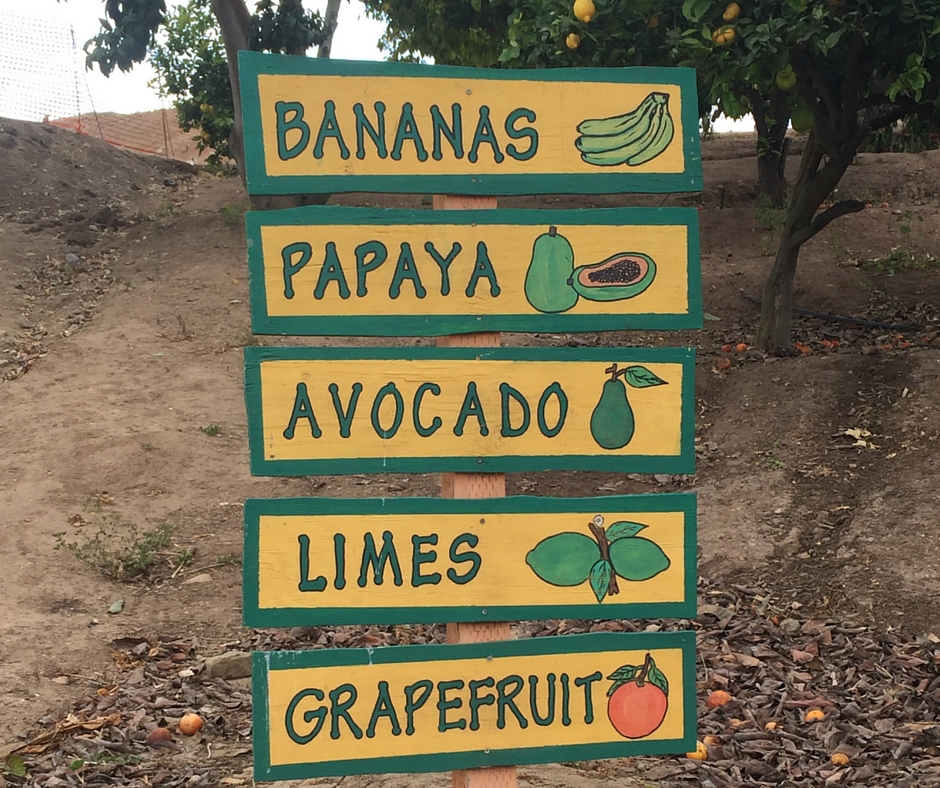 BANANAS
PAPAYA
AVOCADO
LIMES
GRAPEFRUIT